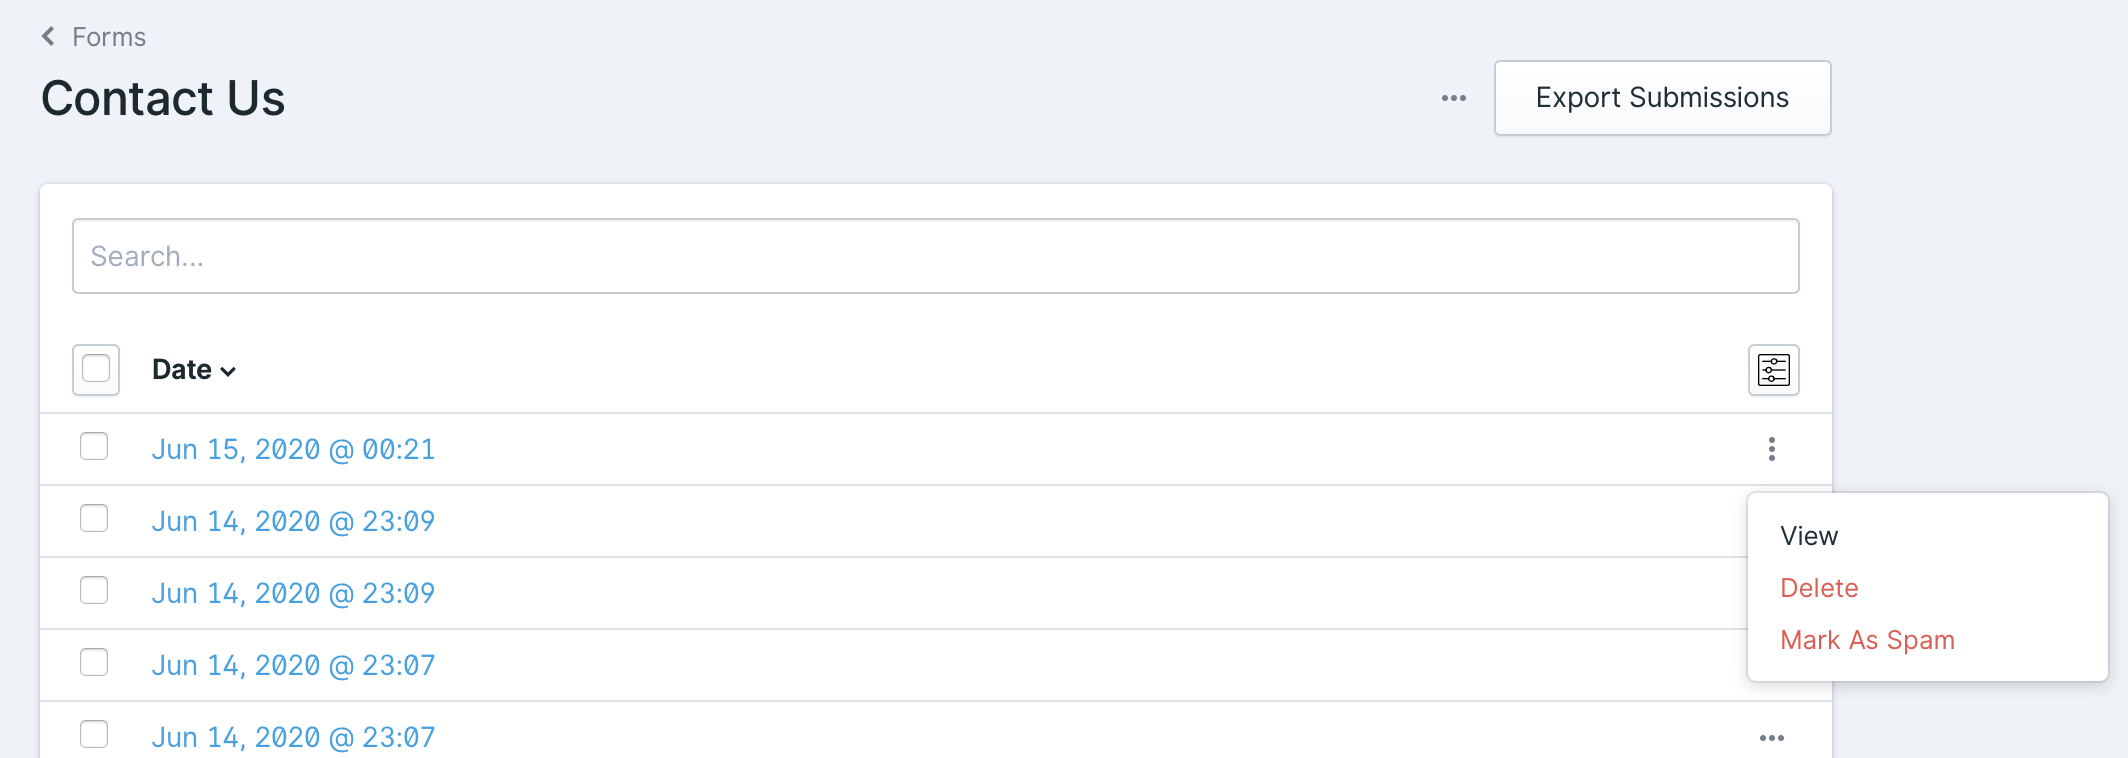 Forms
Contact Us
Export Submissions
Search...
Date
Jun 15, 2020 @ 00:21
Jun 14, 2020 @ 23:09
View
Delete
Jun 14, 2020 @ 23:09
Mark As Spam
Jun 14, 2020 @ 23:07
Jun 14, 2020 @ 23:07